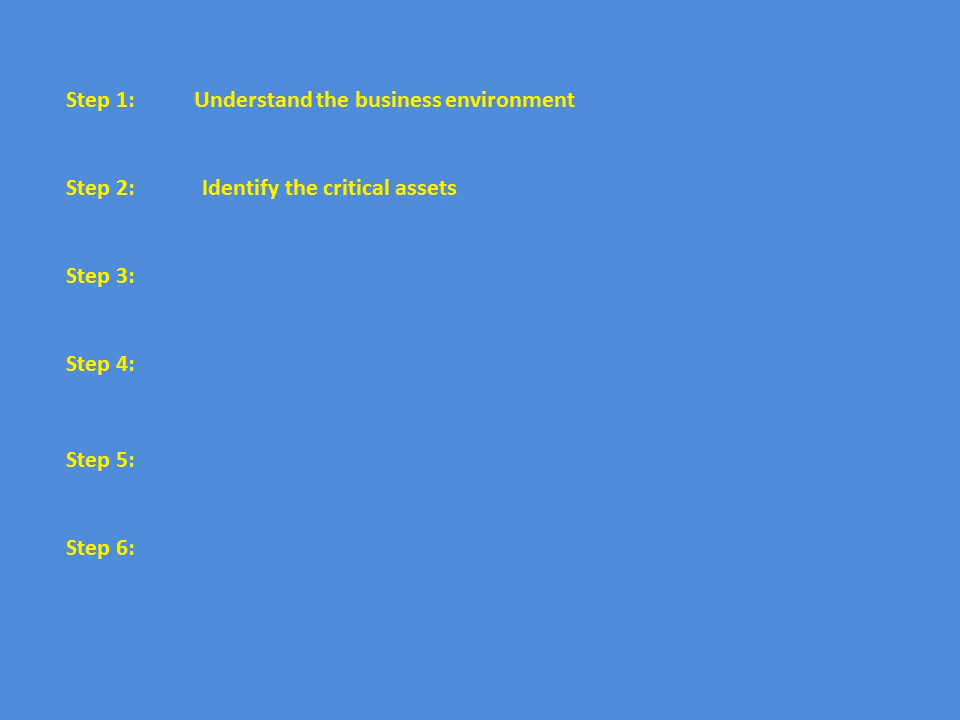 Step 1: Understand the business environment
Step 2: Identify the critical assets
Step 3:
Step 4:
Step 5:
Step 6: